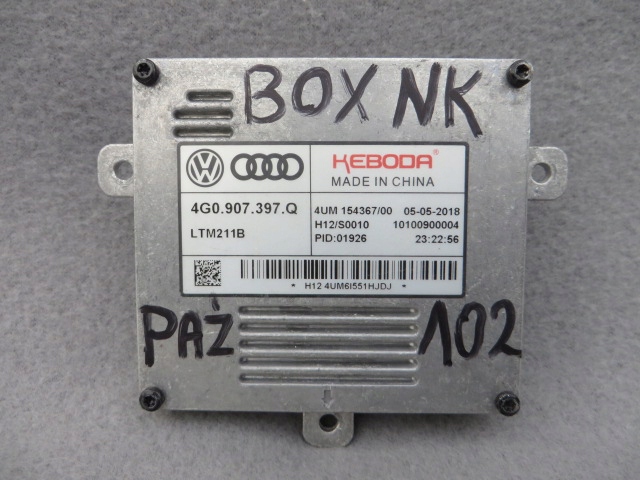 BOX NK
KEBODA®
MADE IN CHINA
4G0.907.397.Q
LTM211B
4UM 154367/00 05-05-2018
H12/S0010 10100900004
PID:01926 23:22:56
* H12 4UM6I551HJDJ *
PAŹ 102